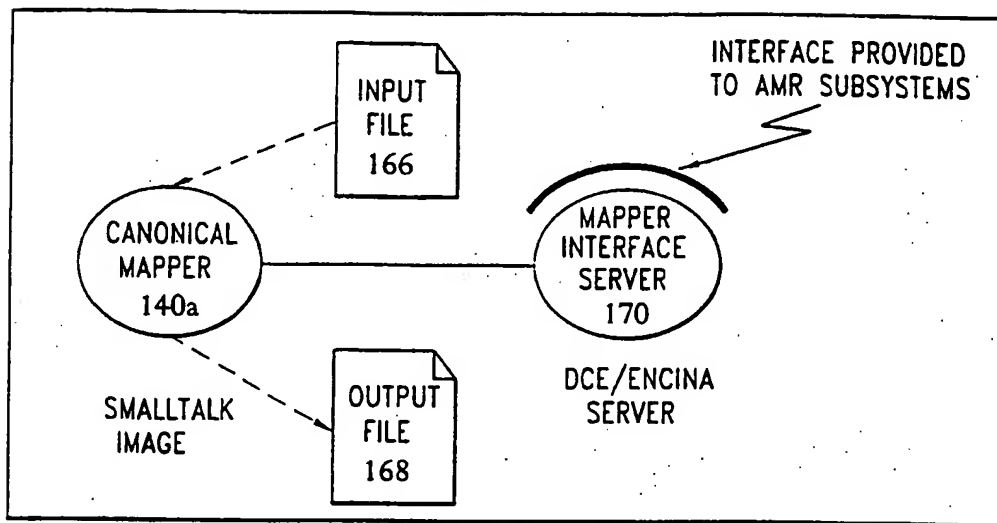 INPUT
FILE
166
INTERFACE PROVIDED
TO AMR SUBSYSTEMS
CANONICAL
MAPPER
140a
MAPPER
INTERFACE
SERVER
170
SMALLTALK
IMAGE
OUTPUT
FILE
168
DCE/ENCINA
SERVER